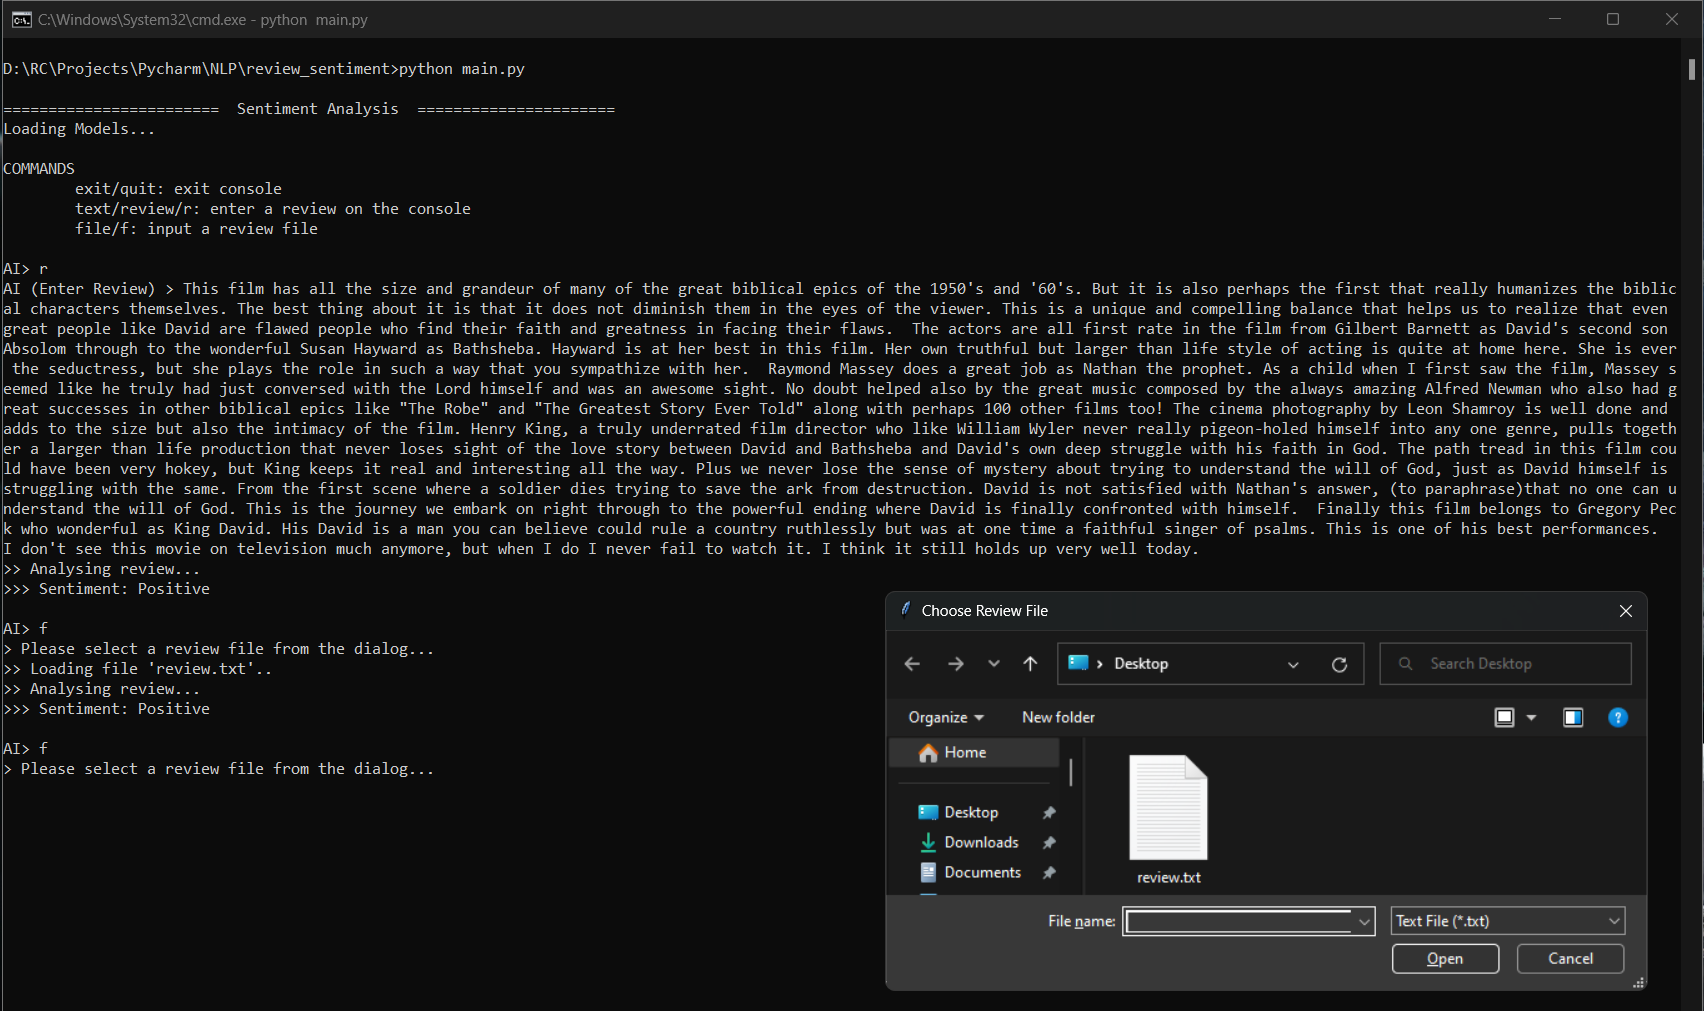 C:\Windows\System32\cmd.exe - python  main.py
D:\RC\Projects\Pycharm\NLP\review_sentiment>python main.py
========================  Sentiment Analysis  ======================
Loading Models...
COMMANDS
exit/quit: exit console
text/review/r: enter a review on the console
file/f: input a review file
AI> r
AI (Enter Review) > This film has all the size and grandeur of many of the great biblical epics of the 1950's and '60's. But it is also perhaps the first that really humanizes the biblic
al characters themselves. The best thing about it is that it does not diminish them in the eyes of the viewer. This is a unique and compelling balance that helps us to realize that even
great people like David are flawed people who find their faith and greatness in facing their flaws.  The actors are all first rate in the film from Gilbert Barnett as David's second son
Absolom through to the wonderful Susan Hayward as Bathsheba. Hayward is at her best in this film. Her own truthful but larger than life style of acting is quite at home here. She is ever
 the seductress, but she plays the role in such a way that you sympathize with her.  Raymond Massey does a great job as Nathan the prophet. As a child when I first saw the film, Massey s
eemed like he truly had just conversed with the Lord himself and was an awesome sight. No doubt helped also by the great music composed by the always amazing Alfred Newman who also had g
reat successes in other biblical epics like "The Robe" and "The Greatest Story Ever Told" along with perhaps 100 other films too! The cinema photography by Leon Shamroy is well done and
adds to the size but also the intimacy of the film. Henry King, a truly underrated film director who like William Wyler never really pigeon-holed himself into any one genre, pulls togeth
er a larger than life production that never loses sight of the love story between David and Bathsheba and David's own deep struggle with his faith in God. The path tread in this film cou
ld have been very hokey, but King keeps it real and interesting all the way. Plus we never lose the sense of mystery about trying to understand the will of God, just as David himself is
struggling with the same. From the first scene where a soldier dies trying to save the ark from destruction. David is not satisfied with Nathan's answer, (to paraphrase)that no one can u
nderstand the will of God. This is the journey we embark on right through to the powerful ending where David is finally confronted with himself.  Finally this film belongs to Gregory Pec
k who wonderful as King David. His David is a man you can believe could rule a country ruthlessly but was at one time a faithful singer of psalms. This is one of his best performances.
I don't see this movie on television much anymore, but when I do I never fail to watch it. I think it still holds up very well today.
>> Analysing review...
>>> Sentiment: Positive
AI> f
> Please select a review file from the dialog...
>> Loading file 'review.txt'..
>> Analysing review...
>>> Sentiment: Positive
AI> f
> Please select a review file from the dialog...
Choose Review File
Desktop
Search Desktop
Organize
New folder
Home
Desktop
Downloads
Documents
review.txt
File name:
Text File (*.txt)
Open
Cancel